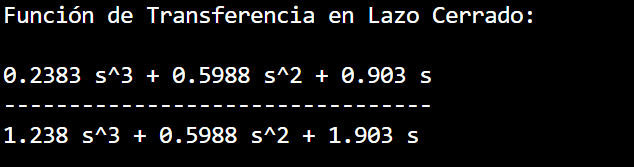 Función de Transferencia en Lazo Cerrado:
0.2383 s^3 + 0.5988 s^2 + 0.903 s
---------------------------------
1.238 s^3 + 0.5988 s^2 + 1.903 s